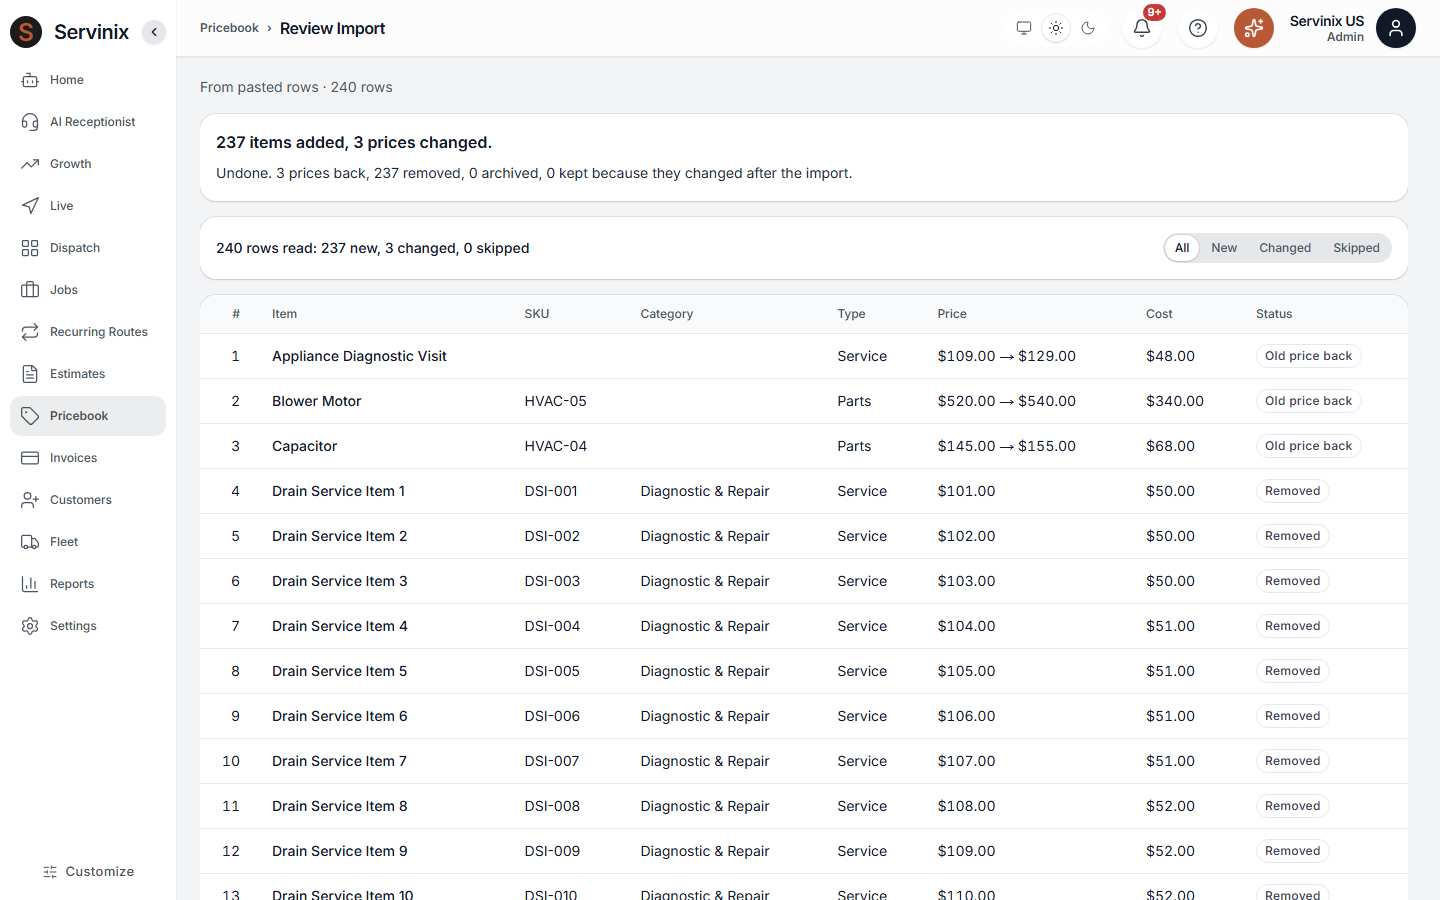 Servinix
Home
AI Receptionist
Growth
Live
Dispatch
Jobs
Recurring Routes
Estimates
Pricebook
Invoices
Customers
Fleet
Reports
Settings
Customize
Pricebook › Review Import
9+
Servinix US
Admin
From pasted rows · 240 rows
237 items added, 3 prices changed.
Undone. 3 prices back, 237 removed, 0 archived, 0 kept because they changed after the import.
240 rows read: 237 new, 3 changed, 0 skipped
All New Changed Skipped
# Item SKU Category Type Price Cost Status
1 Appliance Diagnostic Visit Service $109.00 → $129.00 $48.00 Old price back
2 Blower Motor HVAC-05 Parts $520.00 → $540.00 $340.00 Old price back
3 Capacitor HVAC-04 Parts $145.00 → $155.00 $68.00 Old price back
4 Drain Service Item 1 DSI-001 Diagnostic & Repair Service $101.00 $50.00 Removed
5 Drain Service Item 2 DSI-002 Diagnostic & Repair Service $102.00 $50.00 Removed
6 Drain Service Item 3 DSI-003 Diagnostic & Repair Service $103.00 $50.00 Removed
7 Drain Service Item 4 DSI-004 Diagnostic & Repair Service $104.00 $51.00 Removed
8 Drain Service Item 5 DSI-005 Diagnostic & Repair Service $105.00 $51.00 Removed
9 Drain Service Item 6 DSI-006 Diagnostic & Repair Service $106.00 $51.00 Removed
10 Drain Service Item 7 DSI-007 Diagnostic & Repair Service $107.00 $51.00 Removed
11 Drain Service Item 8 DSI-008 Diagnostic & Repair Service $108.00 $52.00 Removed
12 Drain Service Item 9 DSI-009 Diagnostic & Repair Service $109.00 $52.00 Removed
13 Drain Service Item 10 DSI-010 Diagnostic & Repair Service $110.00 $52.00 Removed